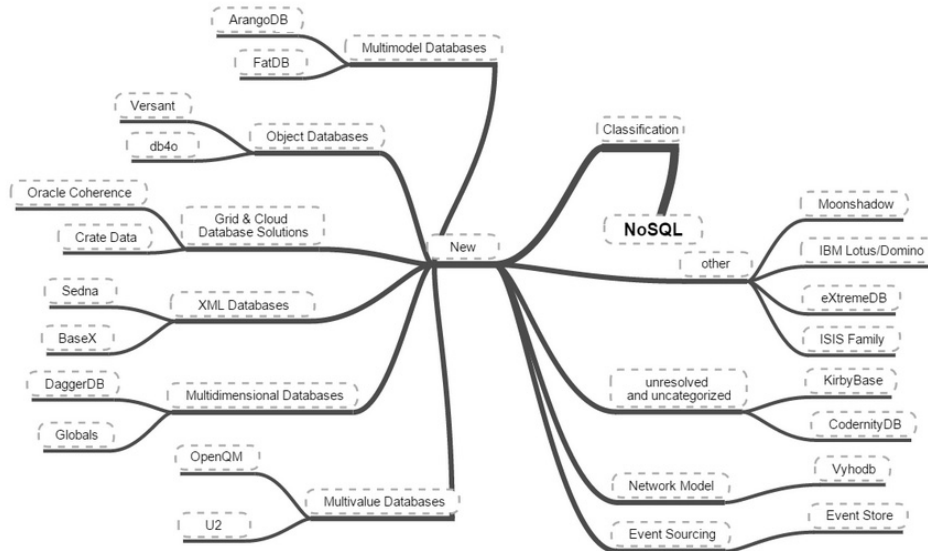 ArangoDB
Multimodel Databases
FatDB
Versant
Object Databases
db4o
Oracle Coherence
Grid & Cloud
Database Solutions
Crate Data
Sedna
XML Databases
BaseX
DaggerDB
Multidimensional Databases
Globals
OpenQM
Multivalue Databases
U2
New
Classification
NoSQL
other
Moonshadow
IBM Lotus/Domino
eXtremeDB
ISIS Family
unresolved
and uncategorized
KirbyBase
CodernityDB
Network Model
Vyhodb
Event Sourcing
Event Store